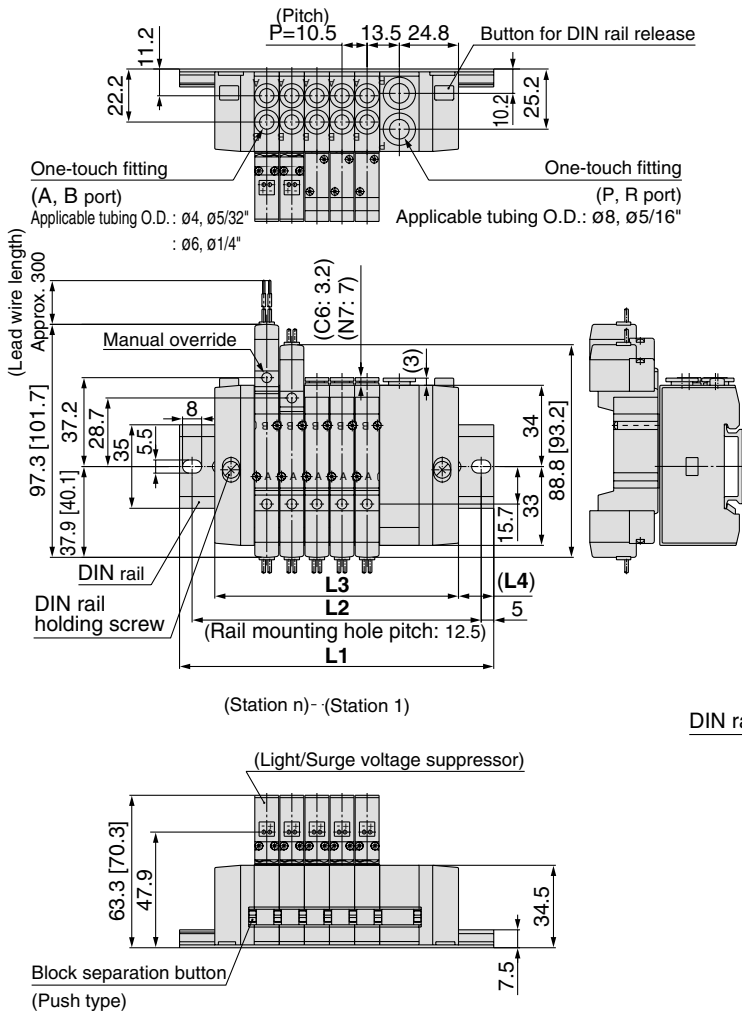 (Pitch)
P=10.5
13.5
24.8
Button for DIN rail release
11.2
22.2
10.2
25.2
One-touch fitting
(A, B port)
Applicable tubing O.D. : ø4, ø5/32"
: ø6, ø1/4"
One-touch fitting
(P, R port)
Applicable tubing O.D.: ø8, ø5/16"
(Lead wire length)
Approx. 300
Manual override
(C6: 3.2)
(N7: 7)
(3)
97.3 [101.7]
37.2
28.7
35
8
5.5
37.9 [40.1]
34
33
15.7
88.8 [93.2]
B B B B B
A A A A A
DIN rail
DIN rail
holding screw
L3
(L4)
L2
5
(Rail mounting hole pitch: 12.5)
L1
(Station n)- -(Station 1)
DIN ra
(Light/Surge voltage suppressor)
63.3 [70.3]
47.9
34.5
7.5
Block separation button
(Push type)